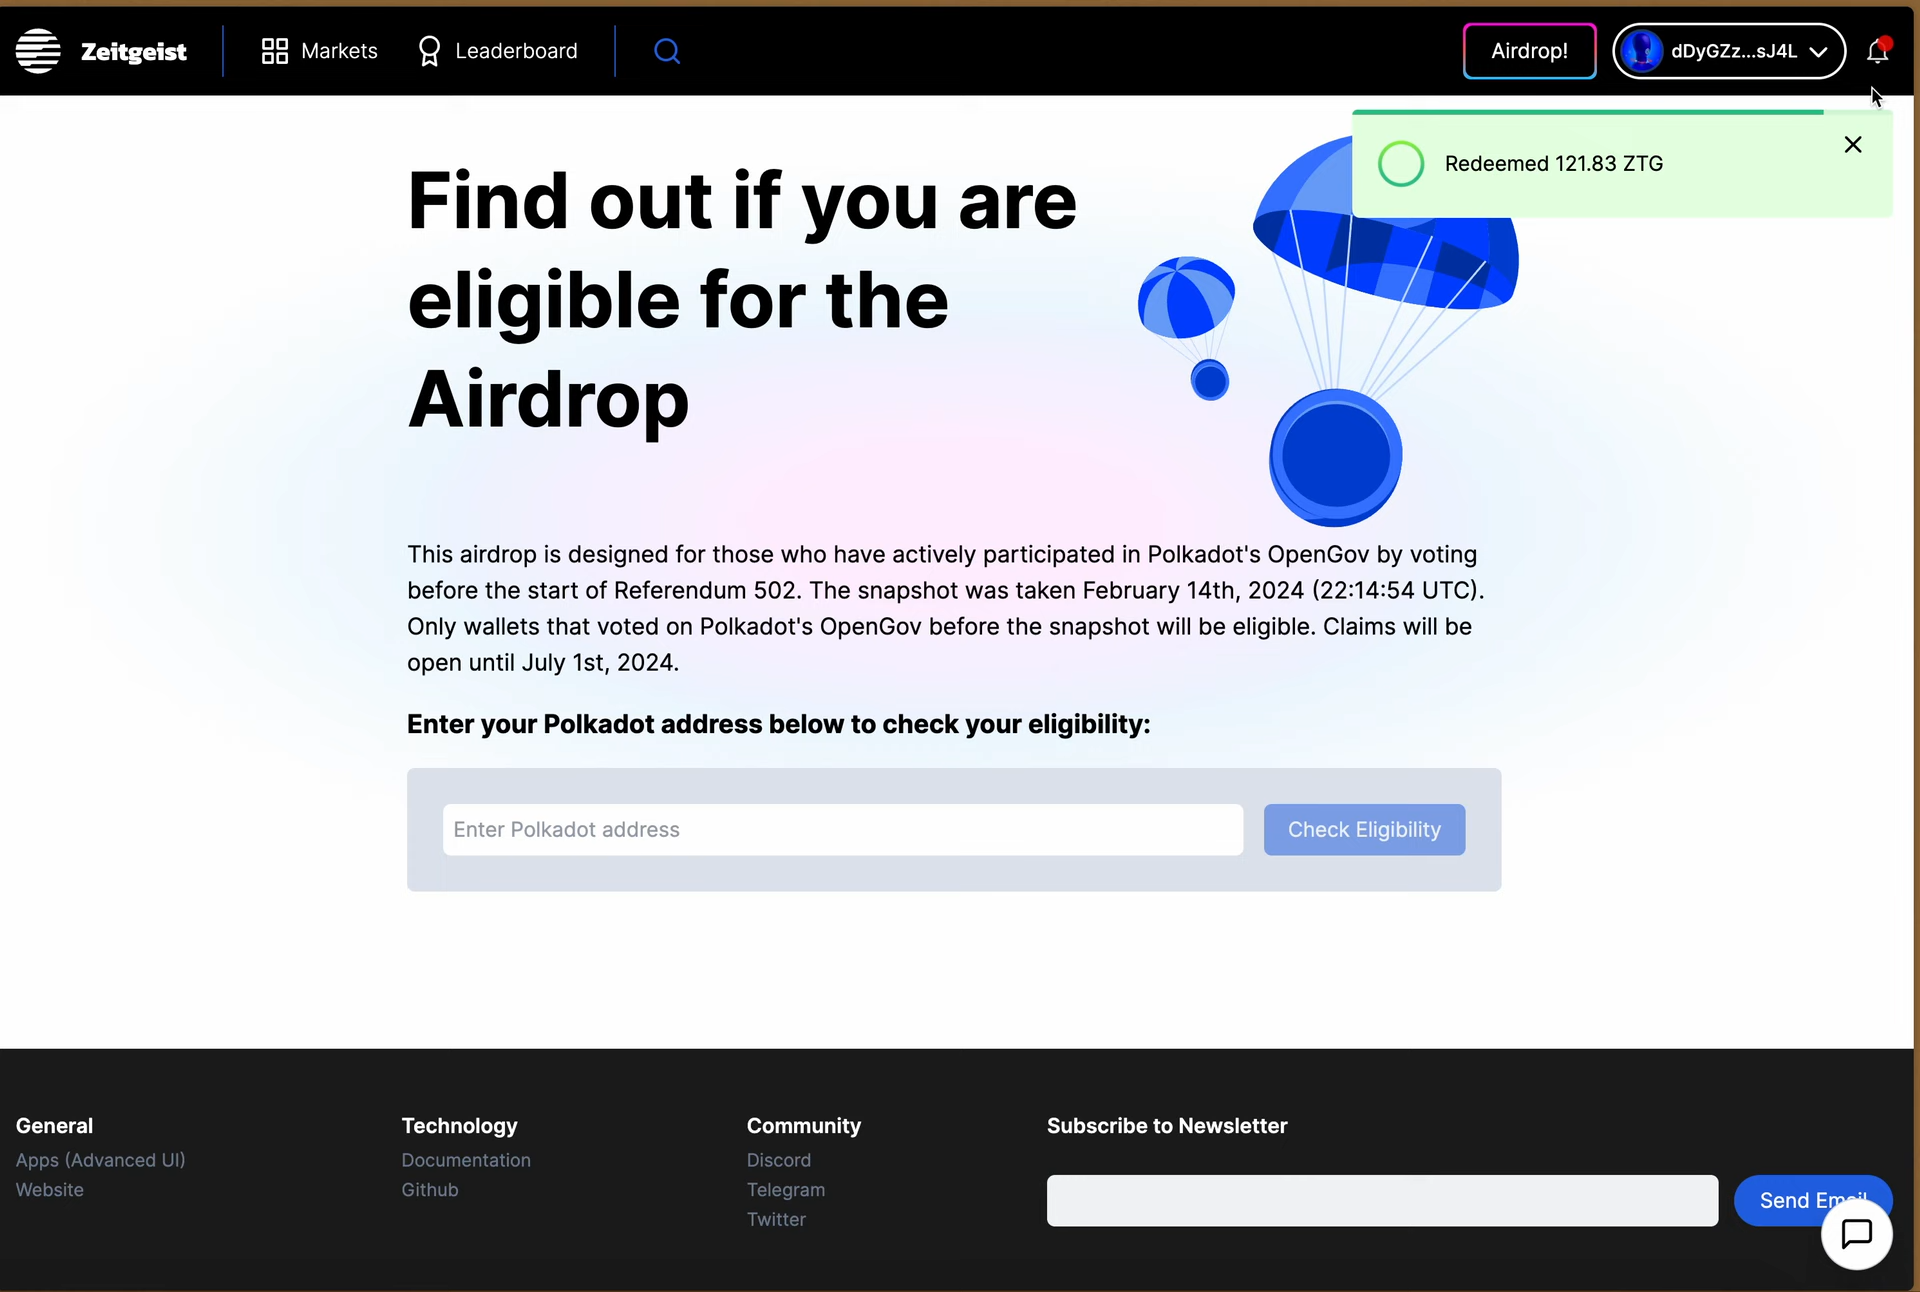 Zeitgeist
Markets
Leaderboard
Airdrop!
dDyGZz...sJ4L
Redeemed 121.83 ZTG
Find out if you are
eligible for the
Airdrop
This airdrop is designed for those who have actively participated in Polkadot's OpenGov by voting
before the start of Referendum 502. The snapshot was taken February 14th, 2024 (22:14:54 UTC).
Only wallets that voted on Polkadot's OpenGov before the snapshot will be eligible. Claims will be
open until July 1st, 2024.
Enter your Polkadot address below to check your eligibility:
Enter Polkadot address
Check Eligibility
General
Apps (Advanced UI)
Website
Technology
Documentation
Github
Community
Discord
Telegram
Twitter
Subscribe to Newsletter
Send Email